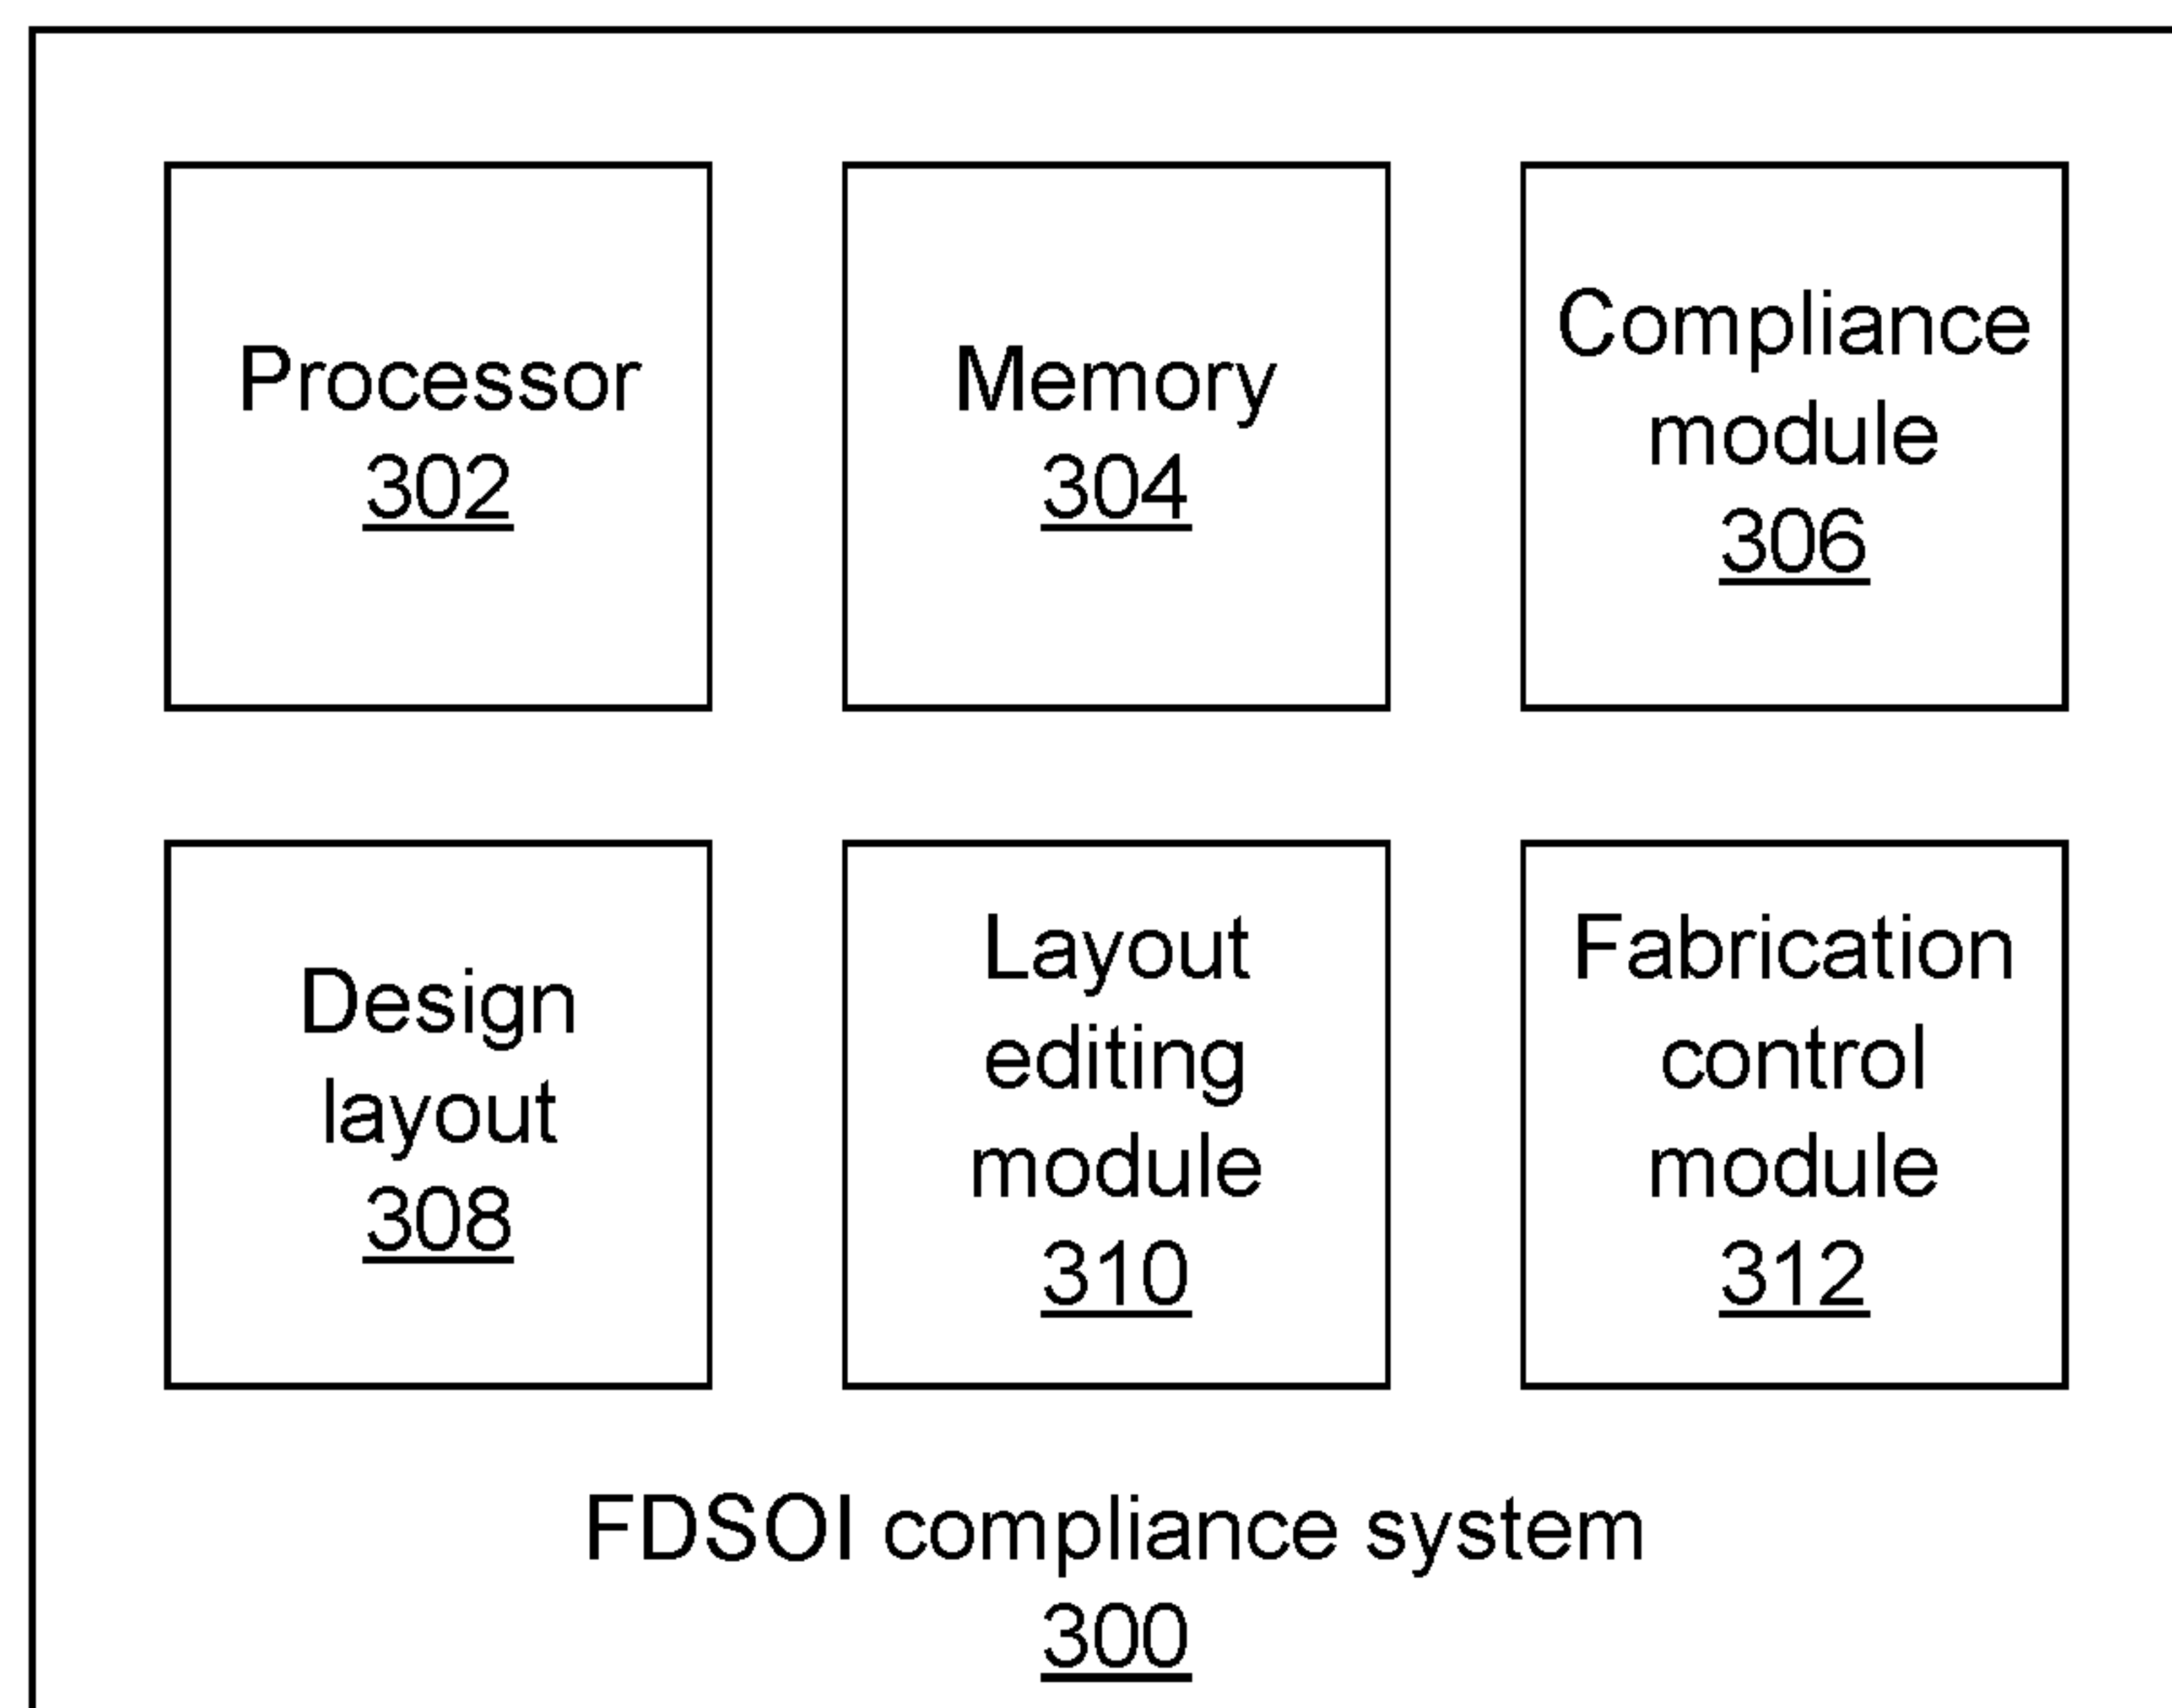 Processor
302
Memory
304
Compliance
module
306
Design
layout
308
Layout
editing
module
310
Fabrication
control
module
312
FDSOI compliance system
300